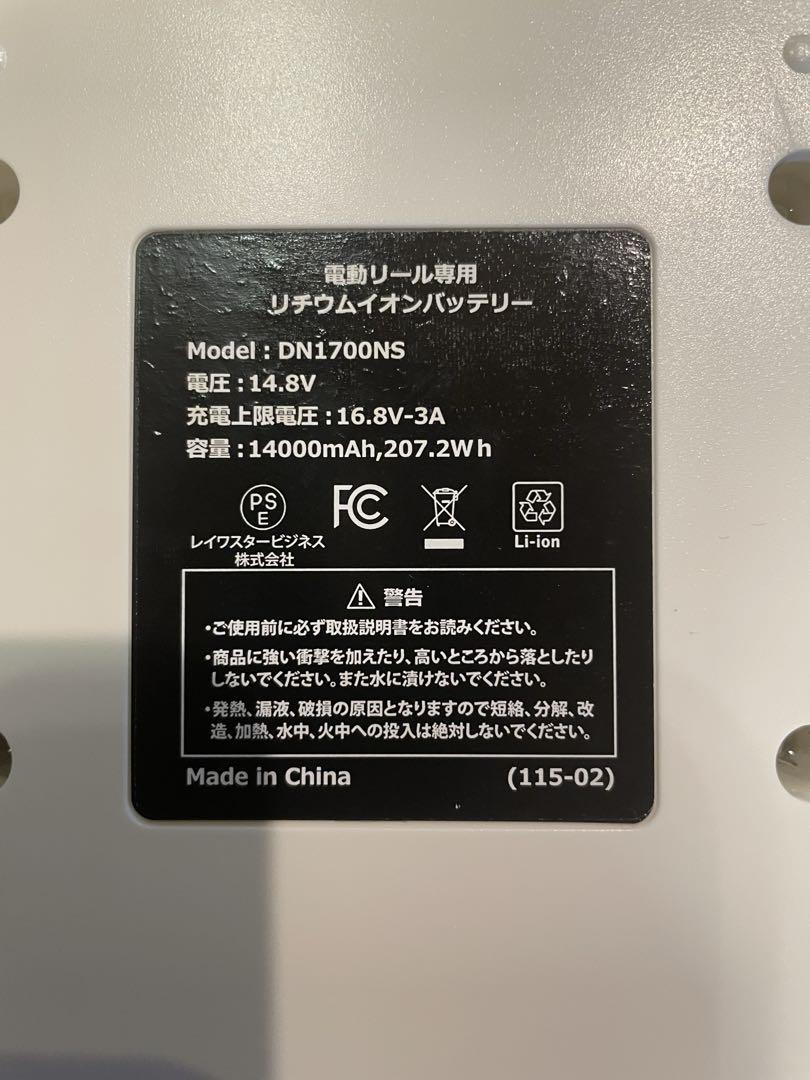 電動リール専用
リチウムイオンバッテリー
Model : DN1700NS
電圧 : 14.8V
充電上限電圧 : 16.8V-3A
容量 : 14000mAh,207.2Wh
PS
E
FC
Li-ion
レイワスタービジネス
株式会社
警告
・ご使用前に必ず取扱説明書をお読みください。
・商品に強い衝撃を加えたり、高いところから落としたり
しないでください。また水に漬けないでください。
・発熱、漏液、破損の原因となりますので短絡、分解、改
造、加熱、水中、火中への投入は絶対しないでください。
Made in China
(115-02)